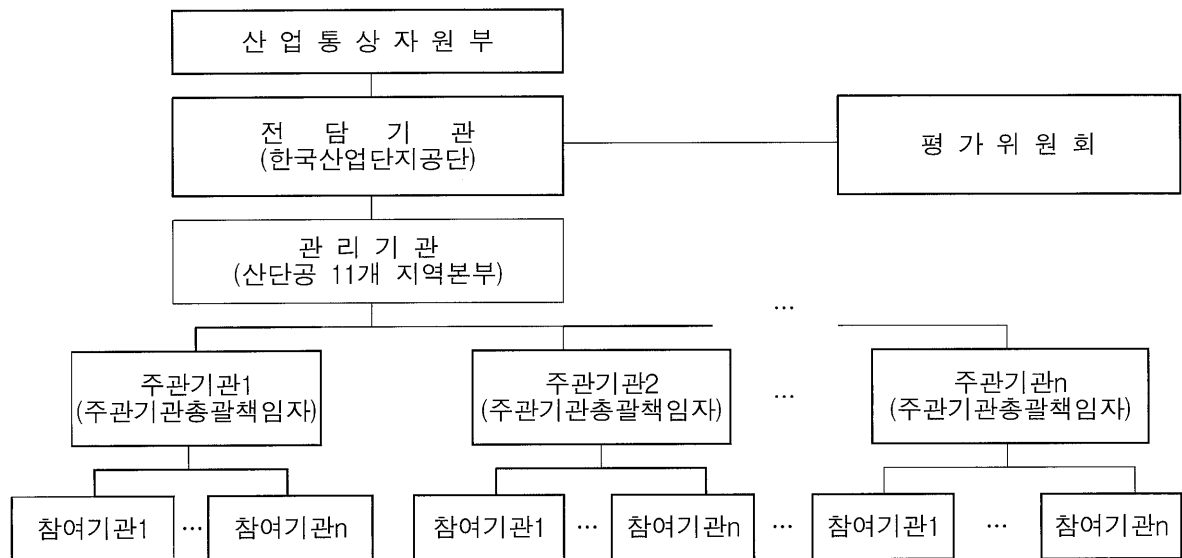 산 업 통 상 자 원 부
전 담 기 관
(한국산업단지공단)
평 가 위 원 회
관 리 기 관
(산단공 11개 지역본부)
...
주관기관1
(주관기관총괄책임자)
주관기관2
(주관기관총괄책임자)
...
주관기관n
(주관기관총괄책임자)
참여기관1 ... 참여기관n 참여기관1 ... 참여기관n ... 참여기관1 ... 참여기관n